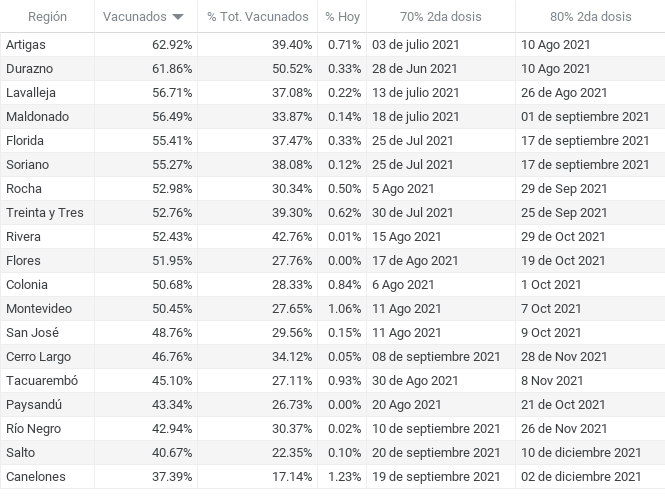 Región Vacunados % Tot. Vacunados % Hoy 70% 2da dosis 80% 2da dosis
Artigas 62.92% 39.40% 0.71% 03 de julio 2021 10 Ago 2021
Durazno 61.86% 50.52% 0.33% 28 de Jun 2021 10 Ago 2021
Lavalleja 56.71% 37.08% 0.22% 13 de julio 2021 26 de Ago 2021
Maldonado 56.49% 33.87% 0.14% 18 de julio 2021 01 de septiembre 2021
Florida 55.41% 37.47% 0.33% 25 de Jul 2021 17 de septiembre 2021
Soriano 55.27% 38.08% 0.12% 25 de Jul 2021 17 de septiembre 2021
Rocha 52.98% 30.34% 0.50% 5 Ago 2021 29 de Sep 2021
Treinta y Tres 52.76% 39.30% 0.62% 30 de Jul 2021 25 de Sep 2021
Rivera 52.43% 42.76% 0.01% 15 Ago 2021 29 de Oct 2021
Flores 51.95% 27.76% 0.00% 17 de Ago 2021 19 de Oct 2021
Colonia 50.68% 28.33% 0.84% 6 Ago 2021 1 Oct 2021
Montevideo 50.45% 27.65% 1.06% 11 Ago 2021 7 Oct 2021
San José 48.76% 29.56% 0.15% 11 Ago 2021 9 Oct 2021
Cerro Largo 46.76% 34.12% 0.05% 08 de septiembre 2021 28 de Nov 2021
Tacuarembó 45.10% 27.11% 0.93% 30 de Ago 2021 8 Nov 2021
Paysandú 43.34% 26.73% 0.00% 20 Ago 2021 21 de Oct 2021
Río Negro 42.94% 30.37% 0.02% 10 de septiembre 2021 26 de Nov 2021
Salto 40.67% 22.35% 0.10% 20 de septiembre 2021 10 de diciembre 2021
Canelones 37.39% 17.14% 1.23% 19 de septiembre 2021 02 de diciembre 2021